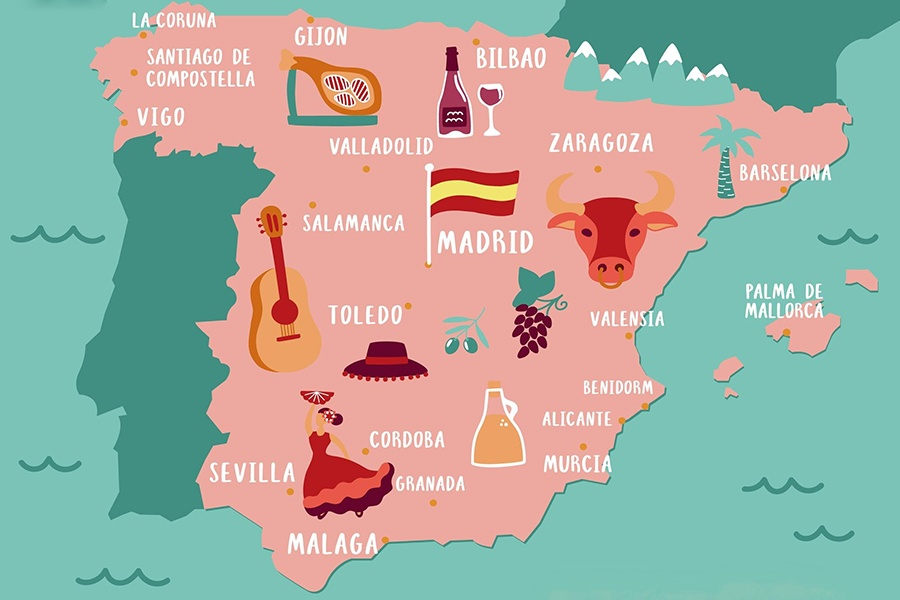 LA CORUNA
GIJON
SANTIAGO DE
COMPOSTELLA
BILBAO
VIGO
VALLADOLID
ZARAGOZA
BARSELONA
SALAMANCA
MADRID
PALMA DE
MALLORCA
TOLEDO
VALENSIA
BENIDORM
ALICANTE
CORDOBA
MURCIA
SEVILLA
GRANADA
MALAGA